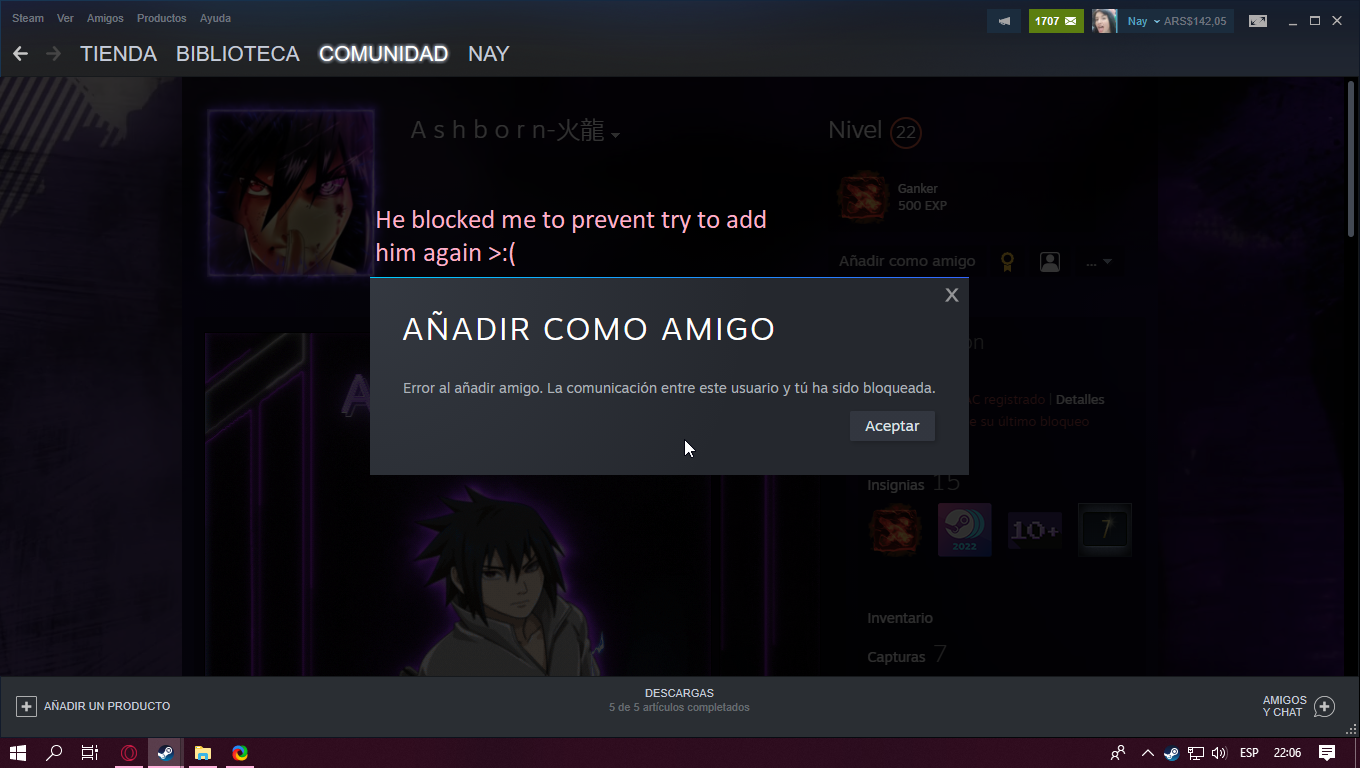 Steam Ver Amigos Productos Ayuda
1707
Nay
ARS$142,05
TIENDA BIBLIOTECA COMUNIDAD NAY
A s h b o r n-火龍
Nivel 22
Ganker
500 EXP
He blocked me to prevent try to add
him again >:(
Añadir como amigo
...
X
AÑADIR COMO AMIGO
Error al añadir amigo. La comunicación entre este usuario y tú ha sido bloqueada.
Aceptar
registrado | Detalles
su último bloqueo
Insignias 15
2022
10+
7
Inventario
Capturas 7
AÑADIR UN PRODUCTO
DESCARGAS
5 de 5 artículos completados
AMIGOS
Y CHAT
ESP
22:06